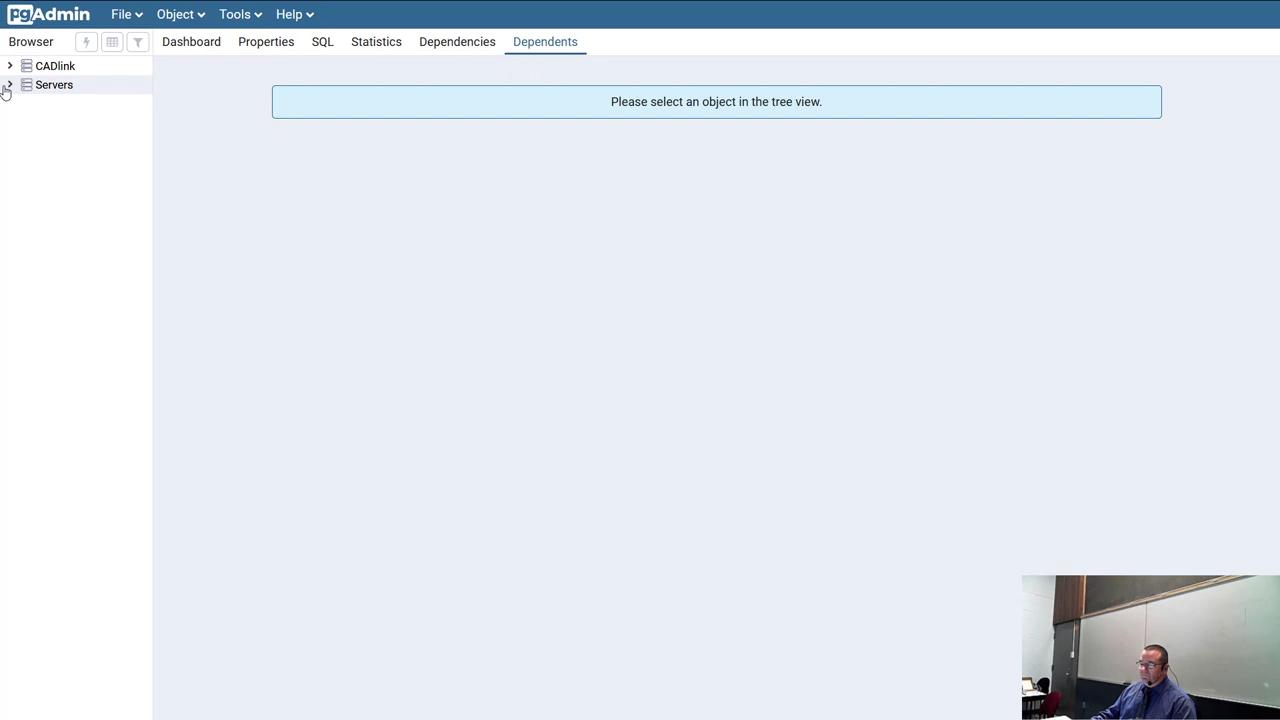 pgAdmin File Object Tools Help
Browser Dashboard Properties SQL Statistics Dependencies Dependents
CADlink
Servers
Please select an object in the tree view.